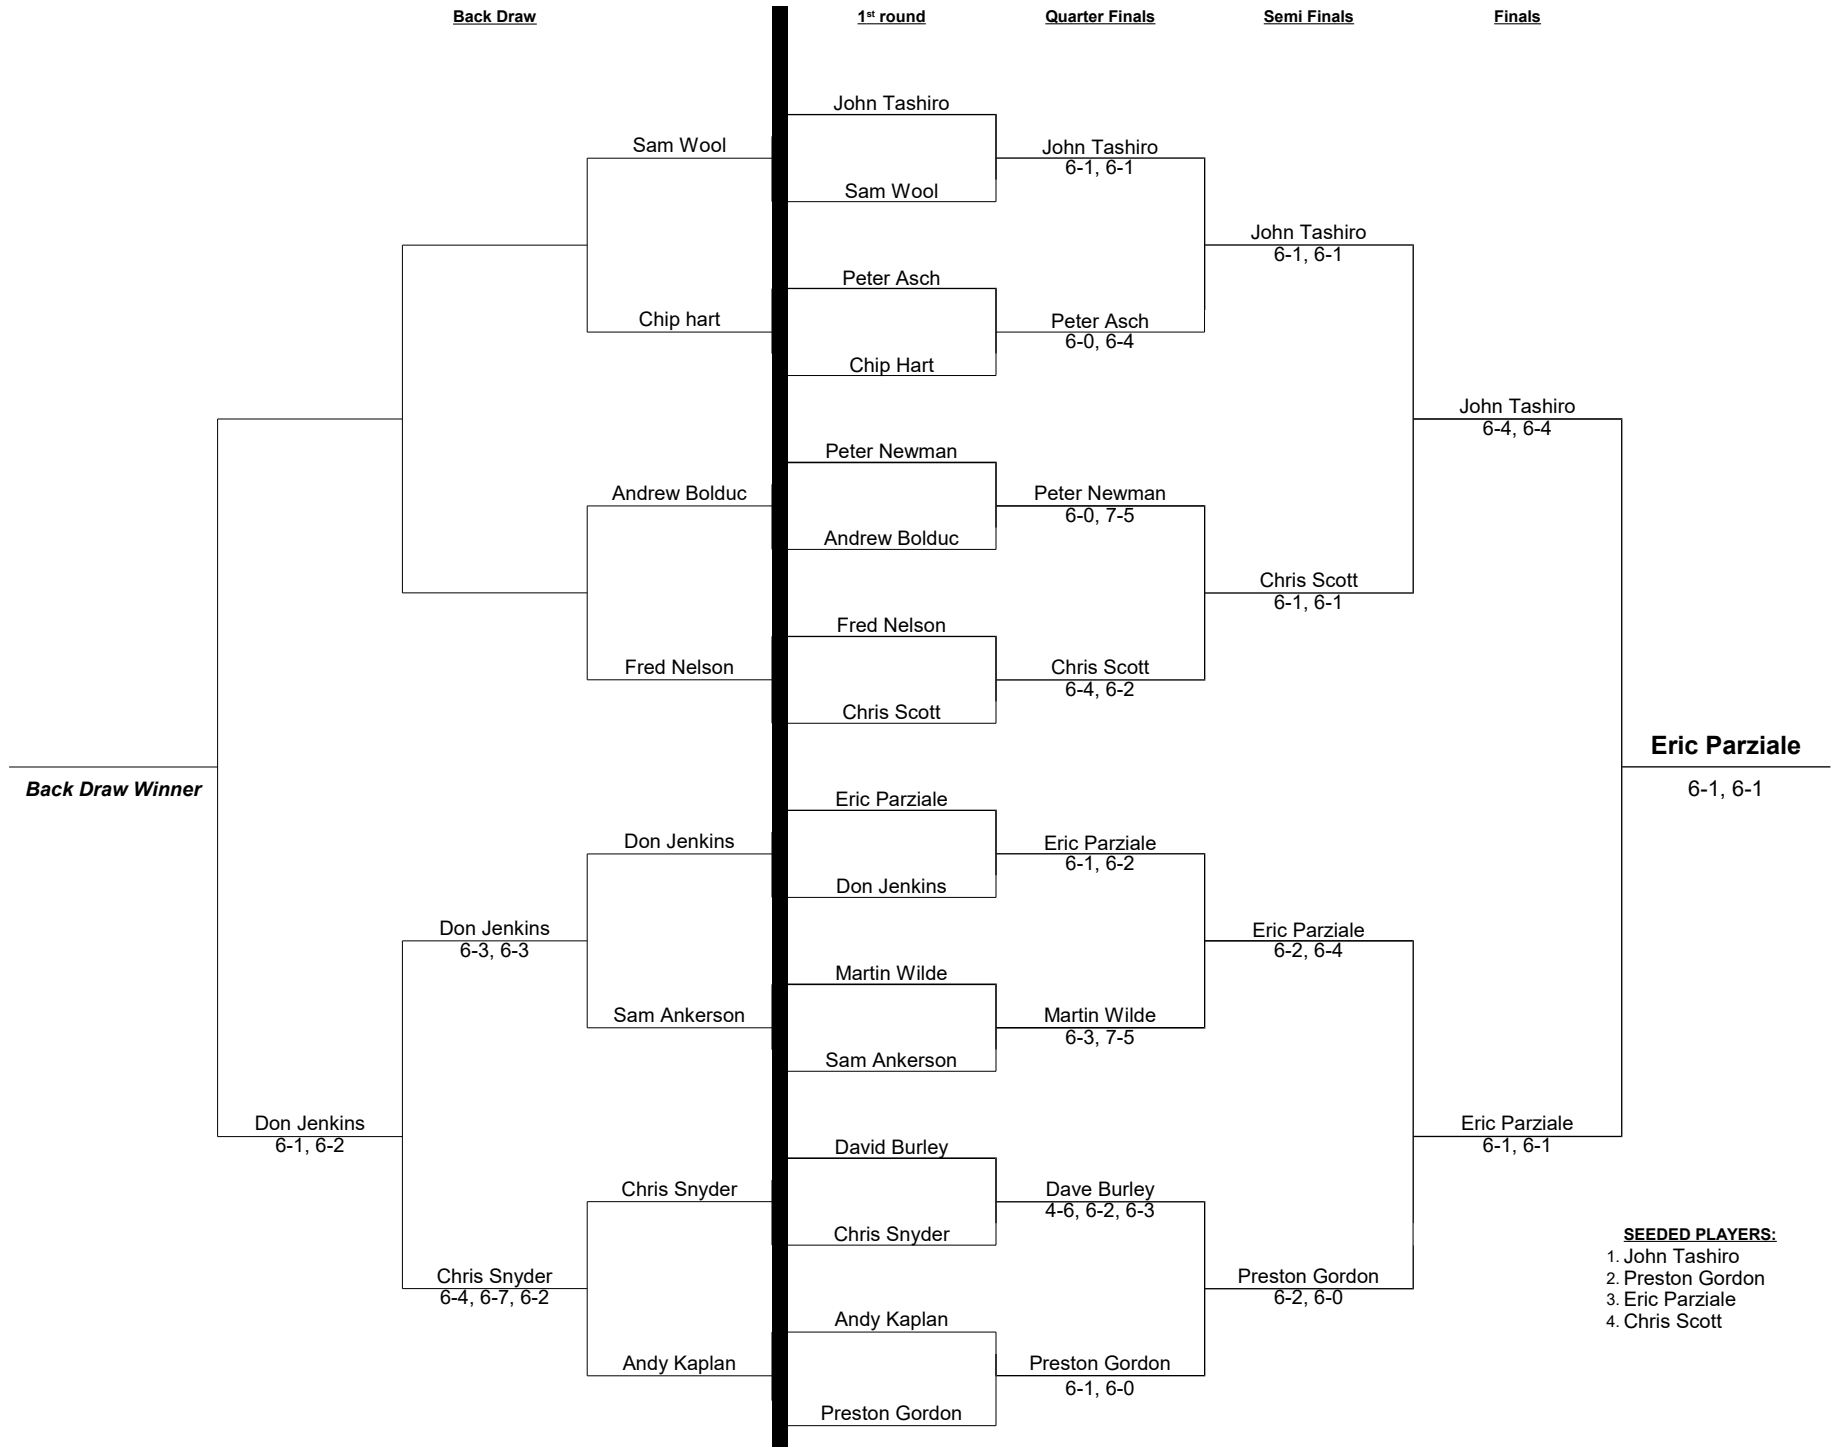 Back Draw
1st round
Quarter Finals
Semi Finals
Finals
John Tashiro
Sam Wool
John Tashiro
6-1, 6-1
Sam Wool
John Tashiro
6-1, 6-1
Peter Asch
Chip hart
Peter Asch
6-0, 6-4
Chip Hart
John Tashiro
6-4, 6-4
Peter Newman
Andrew Bolduc
Peter Newman
6-0, 7-5
Andrew Bolduc
Chris Scott
6-1, 6-1
Fred Nelson
Fred Nelson
Chris Scott
6-4, 6-2
Chris Scott
Eric Parziale
6-1, 6-1
Back Draw Winner
Eric Parziale
Don Jenkins
Eric Parziale
6-1, 6-2
Don Jenkins
Don Jenkins
6-3, 6-3
Eric Parziale
6-2, 6-4
Martin Wilde
Sam Ankerson
Martin Wilde
6-3, 7-5
Sam Ankerson
Don Jenkins
6-1, 6-2
Eric Parziale
6-1, 6-1
David Burley
Chris Snyder
Dave Burley
4-6, 6-2, 6-3
Chris Snyder
Chris Snyder
6-4, 6-7, 6-2
Preston Gordon
6-2, 6-0
Andy Kaplan
Andy Kaplan
Preston Gordon
6-1, 6-0
Preston Gordon
SEEDED PLAYERS:
1. John Tashiro
2. Preston Gordon
3. Eric Parziale
4. Chris Scott